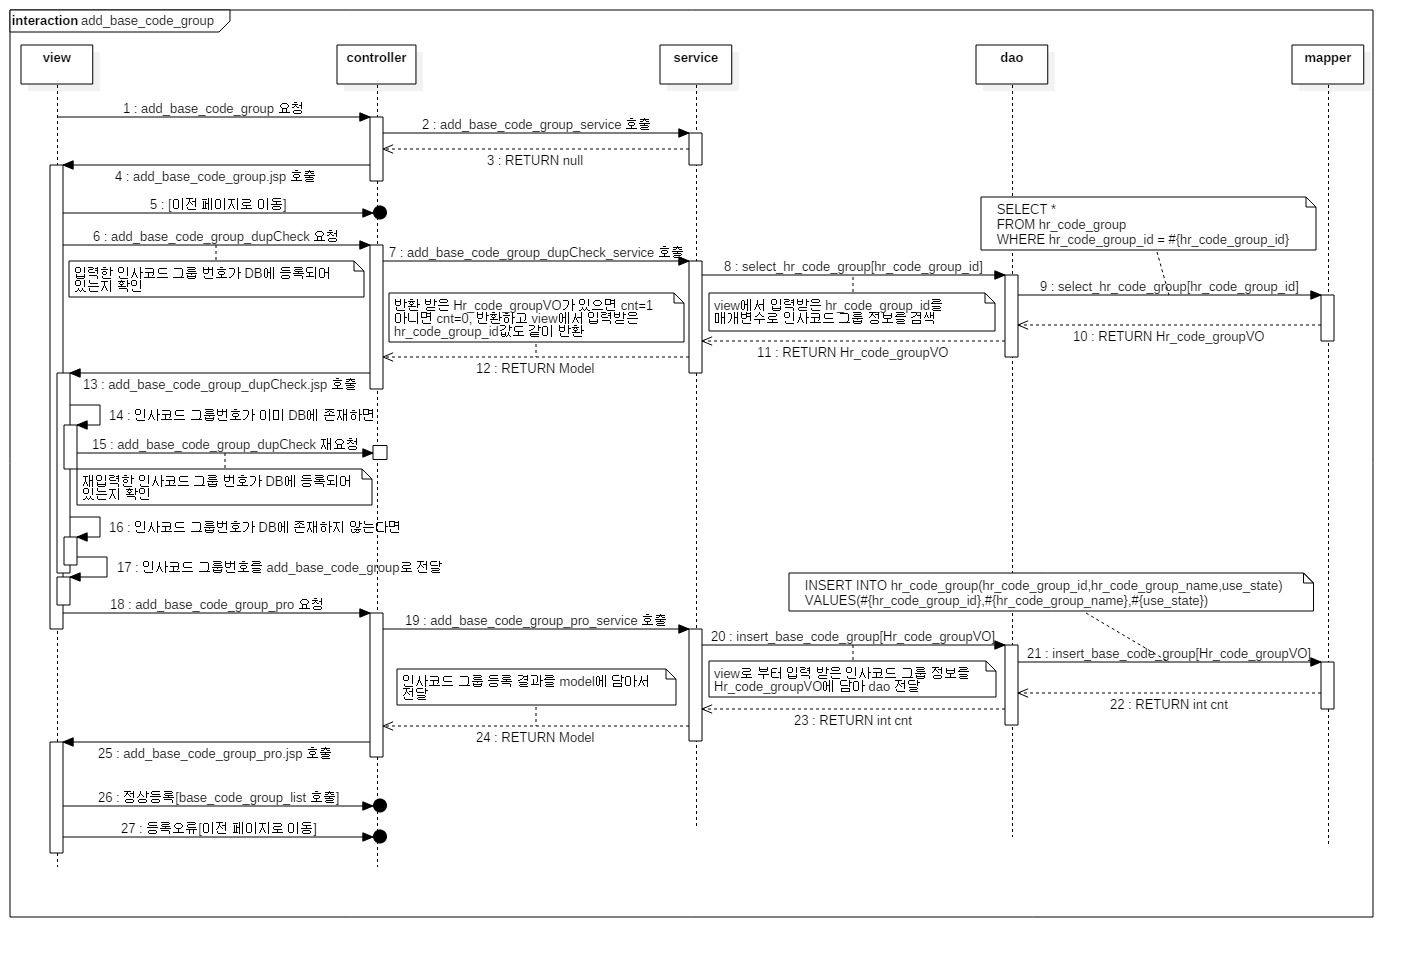 interaction add_base_code_group
view
controller
service
dao
mapper
1 : add_base_code_group 요청
2 : add_base_code_group_service 호출
3 : RETURN null
4 : add_base_code_group.jsp 호출
5 : [이전 페이지로 이동]
SELECT *
FROM hr_code_group
WHERE hr_code_group_id = #{hr_code_group_id}
6 : add_base_code_group_dupCheck 요청
7 : add_base_code_group_dupCheck_service 호출
8 : select_hr_code_group[hr_code_group_id]
9 : select_hr_code_group[hr_code_group_id]
입력한 인사코드 그룹 번호가 DB에 등록되어
있는지 확인
반환 받은 Hr_code_groupVO가 있으면 cnt=1
아니면 cnt=0, 반환하고 view에서 입력받은
hr_code_group_id값도 같이 반환
view에서 입력받은 hr_code_group_id를
매개변수로 인사코드 그룹 정보를 검색
10 : RETURN Hr_code_groupVO
11 : RETURN Hr_code_groupVO
12 : RETURN Model
13 : add_base_code_group_dupCheck.jsp 호출
14 : 인사코드 그룹번호가 이미 DB에 존재하면
15 : add_base_code_group_dupCheck 재요청
재입력한 인사코드 그룹 번호가 DB에 등록되어
있는지 확인
16 : 인사코드 그룹번호가 DB에 존재하지 않는다면
17 : 인사코드 그룹번호를 add_base_code_group로 전달
INSERT INTO hr_code_group(hr_code_group_id,hr_code_group_name,use_state)
VALUES(#{hr_code_group_id},#{hr_code_group_name},#{use_state})
18 : add_base_code_group_pro 요청
19 : add_base_code_group_pro_service 호출
20 : insert_base_code_group[Hr_code_groupVO]
21 : insert_base_code_group[Hr_code_groupVO]
인사코드 그룹 등록 결과를 model에 담아서
전달
view로 부터 입력 받은 인사코드 그룹 정보를
Hr_code_groupVO에 담아 dao 전달
22 : RETURN int cnt
23 : RETURN int cnt
24 : RETURN Model
25 : add_base_code_group_pro.jsp 호출
26 : 정상등록[base_code_group_list 호출]
27 : 등록오류[이전 페이지로 이동]